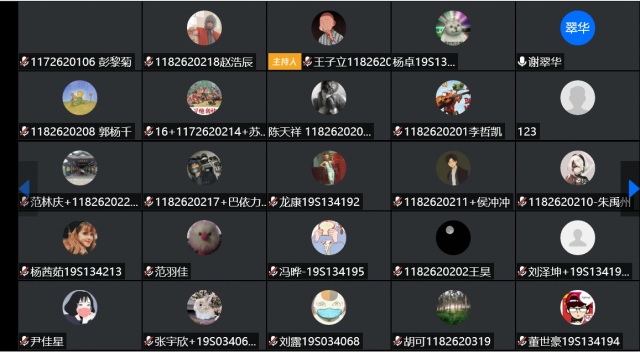 1172620106 彭黎菊
1182620218赵浩辰
主持人
王子立1182620
杨卓19S13...
翠华
谢翠华
1182620208 郭杨千
16+1172620214+苏...
陈天祥 118262020...
1182620201李哲凯
123
范林庆+118262022...
1182620217+巴依力...
龙康19S134192
1182620211+侯冲冲
1182620210-朱禹州
杨茜茹19S134213
范羽佳
冯晔-19S134195
1182620202王昊
刘泽坤+19S13419...
尹佳星
张宇欣+19S03406...
刘露19S034068
胡可1182620319
董世豪19S134194